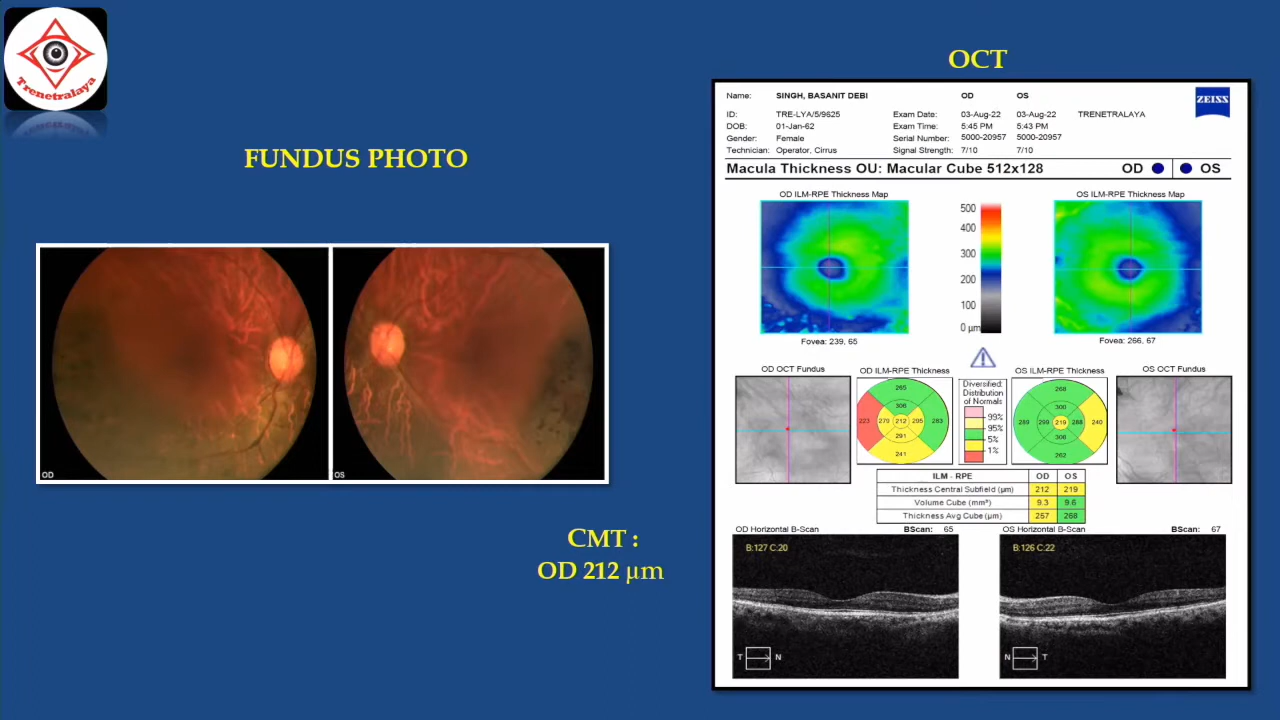 Trenetralaya
OCT
FUNDUS PHOTO
OD
OS
CMT :
OD 212 µm
Name: SINGH, BASANIT DEBI OD OS
ZEISS
ID: TRE-LYA/5/9625 Exam Date: 03-Aug-22 03-Aug-22 TRENETRALAYA
DOB: 01-Jan-62 Exam Time: 5:45 PM 5:43 PM
Gender: Female Serial Number: 5000-20957 5000-20957
Technician: Operator, Cirrus Signal Strength: 7/10 7/10
Macula Thickness OU: Macular Cube 512x128 OD OS
OD ILM-RPE Thickness Map OS ILM-RPE Thickness Map
500
400
300
200
100
0 µm
Fovea: 239, 65 Fovea: 266, 67
OD OCT Fundus OD ILM-RPE Thickness OS ILM-RPE Thickness OS OCT Fundus
Diversified:
Distribution
of Normals
99%
95%
5%
1%
265
306
223 279 212 205 283
291
241
268
300
289 299 219 288 240
308
262
ILM - RPE OD OS
Thickness Central Subfield (µm) 212 219
Volume Cube (mm³) 9.3 9.6
Thickness Avg Cube (µm) 257 268
OD Horizontal B-Scan BScan: 65 OS Horizontal B-Scan BScan: 67
B:127 C:20 B:126 C:22
T N N T